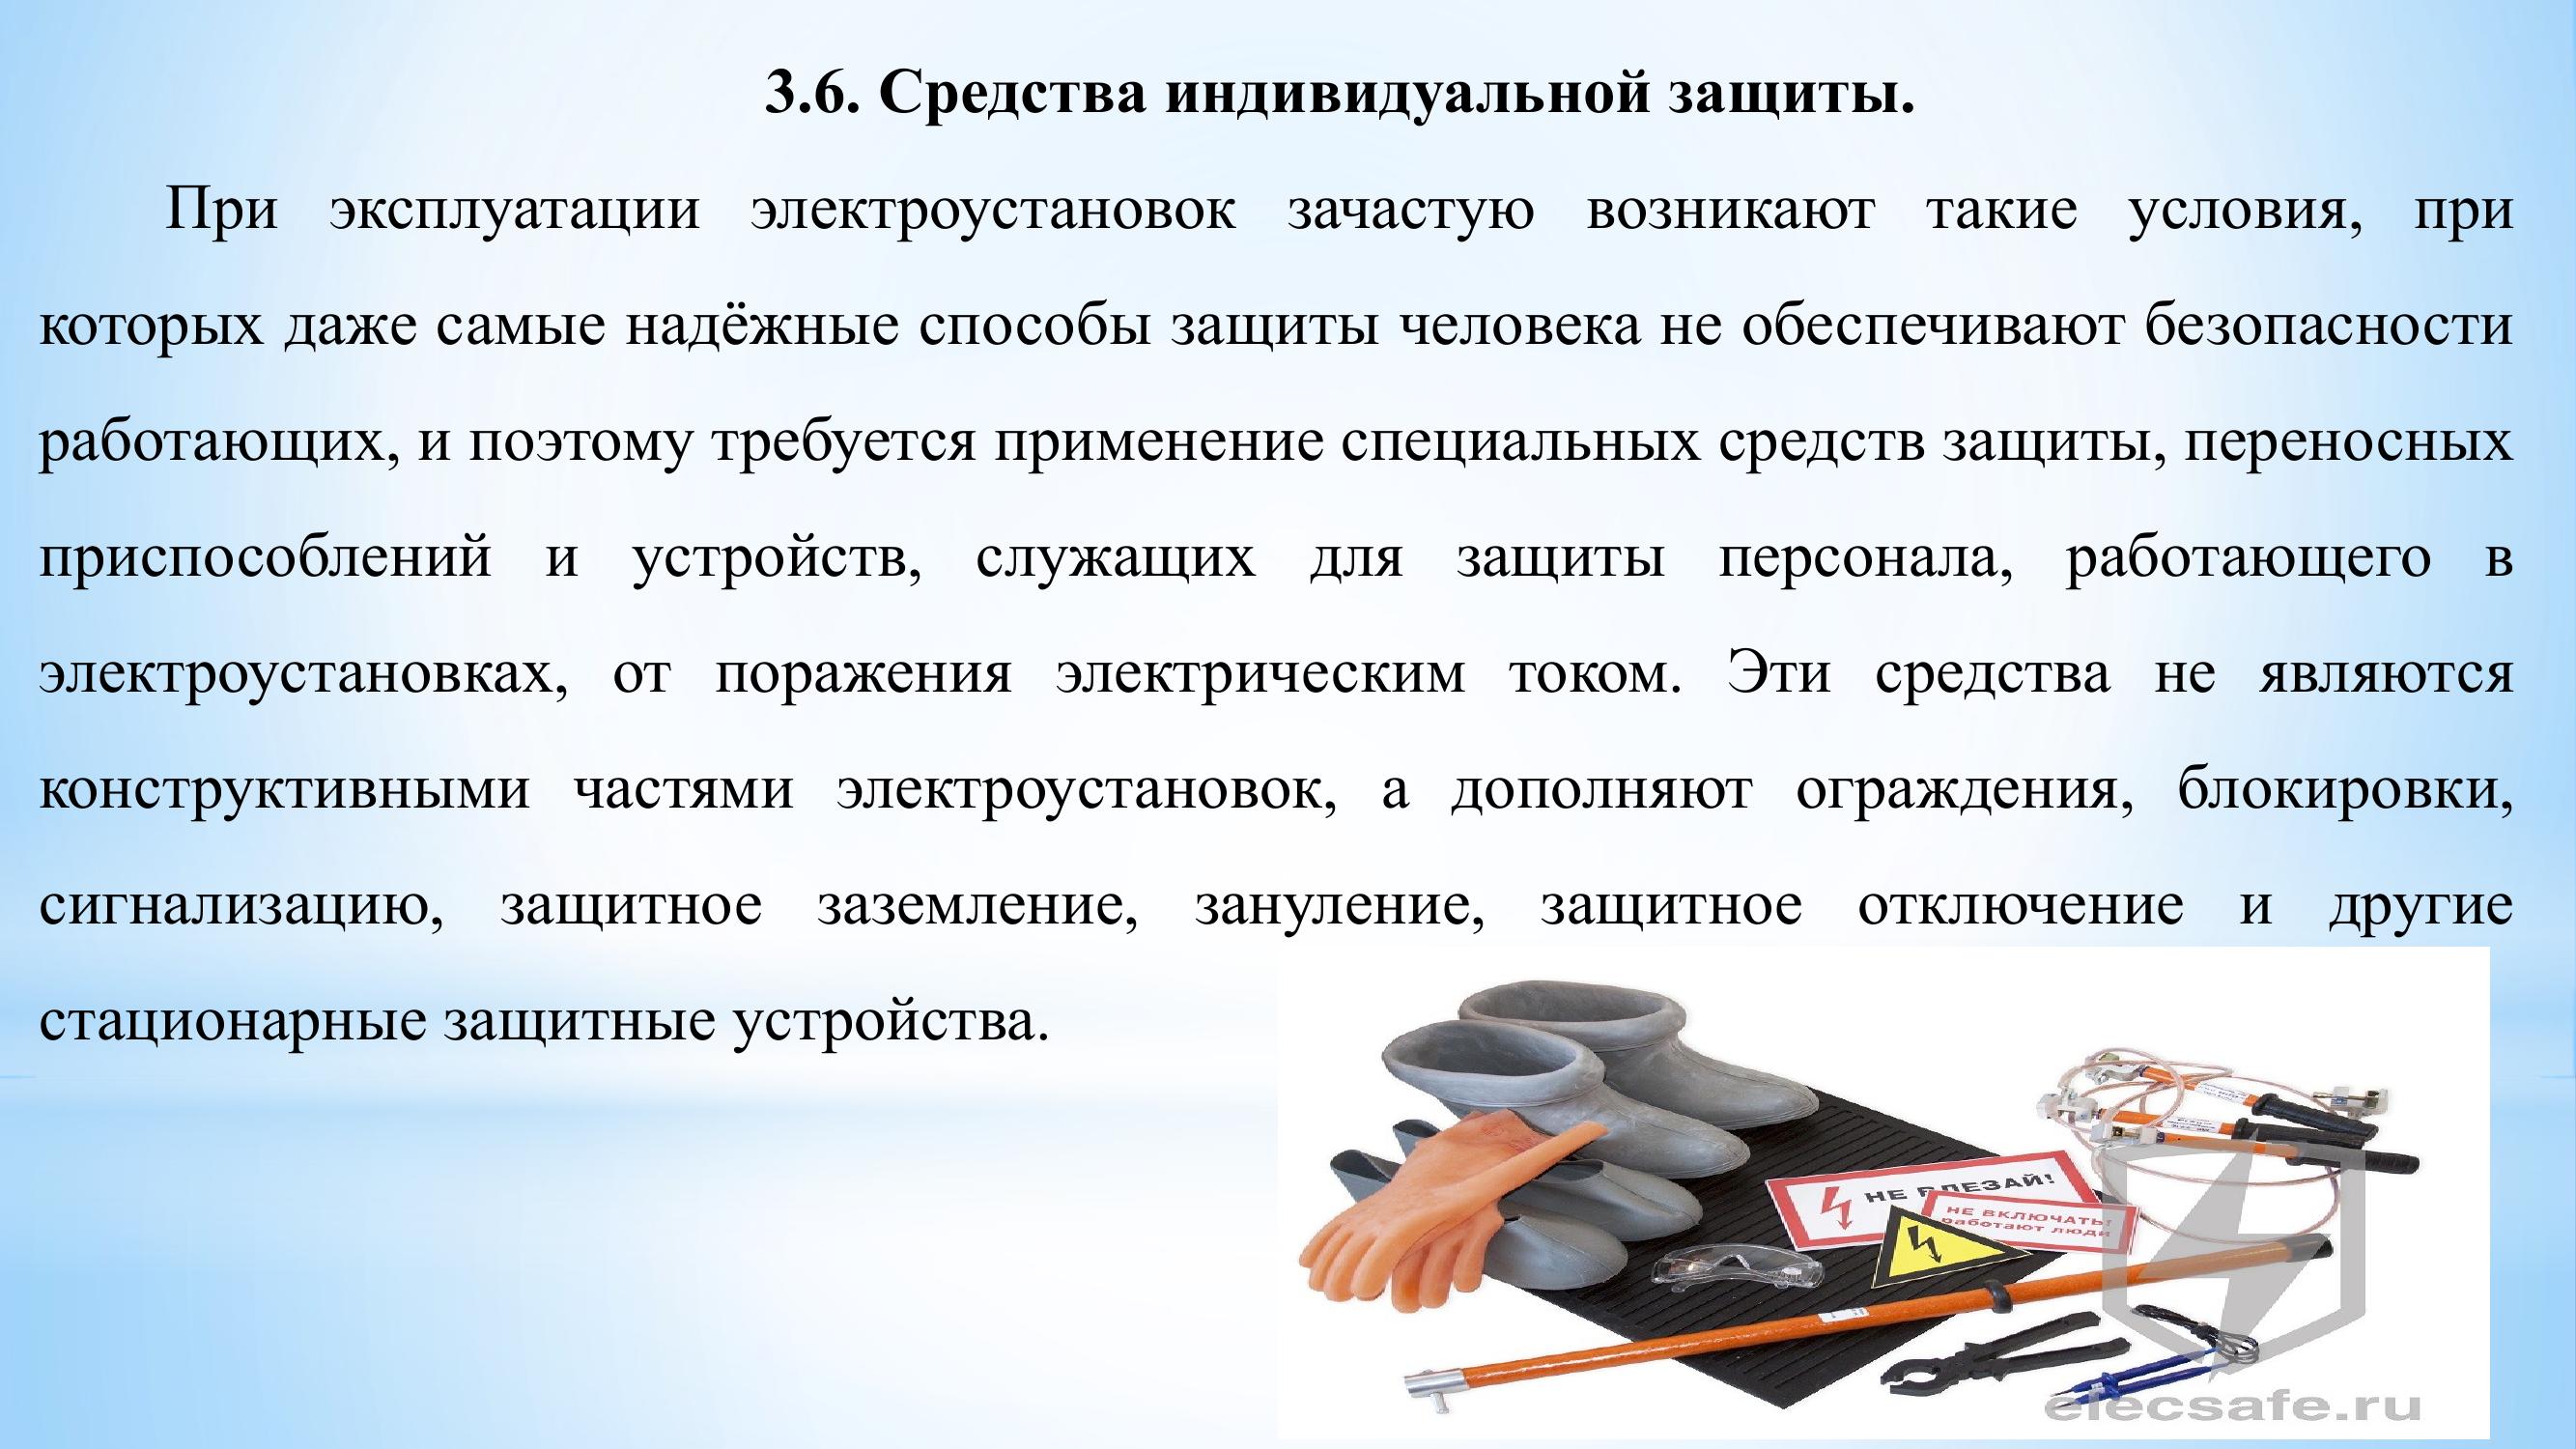 3.6. Средства индивидуальной защиты.
При эксплуатации электроустановок зачастую возникают такие условия, при
которых даже самые надёжные способы защиты человека не обеспечивают безопасности
работающих, и поэтому требуется применение специальных средств защиты, переносных
приспособлений и устройств, служащих для защиты персонала, работающего в
электроустановках, от поражения электрическим током. Эти средства не являются
конструктивными частями электроустановок, а дополняют ограждения, блокировки,
сигнализацию, защитное заземление, зануление, защитное отключение и другие
стационарные защитные устройства.
НЕ ВЛЕЗАЙ!
НЕ ВКЛЮЧАТЬ!
работают люди
elecsafe.ru